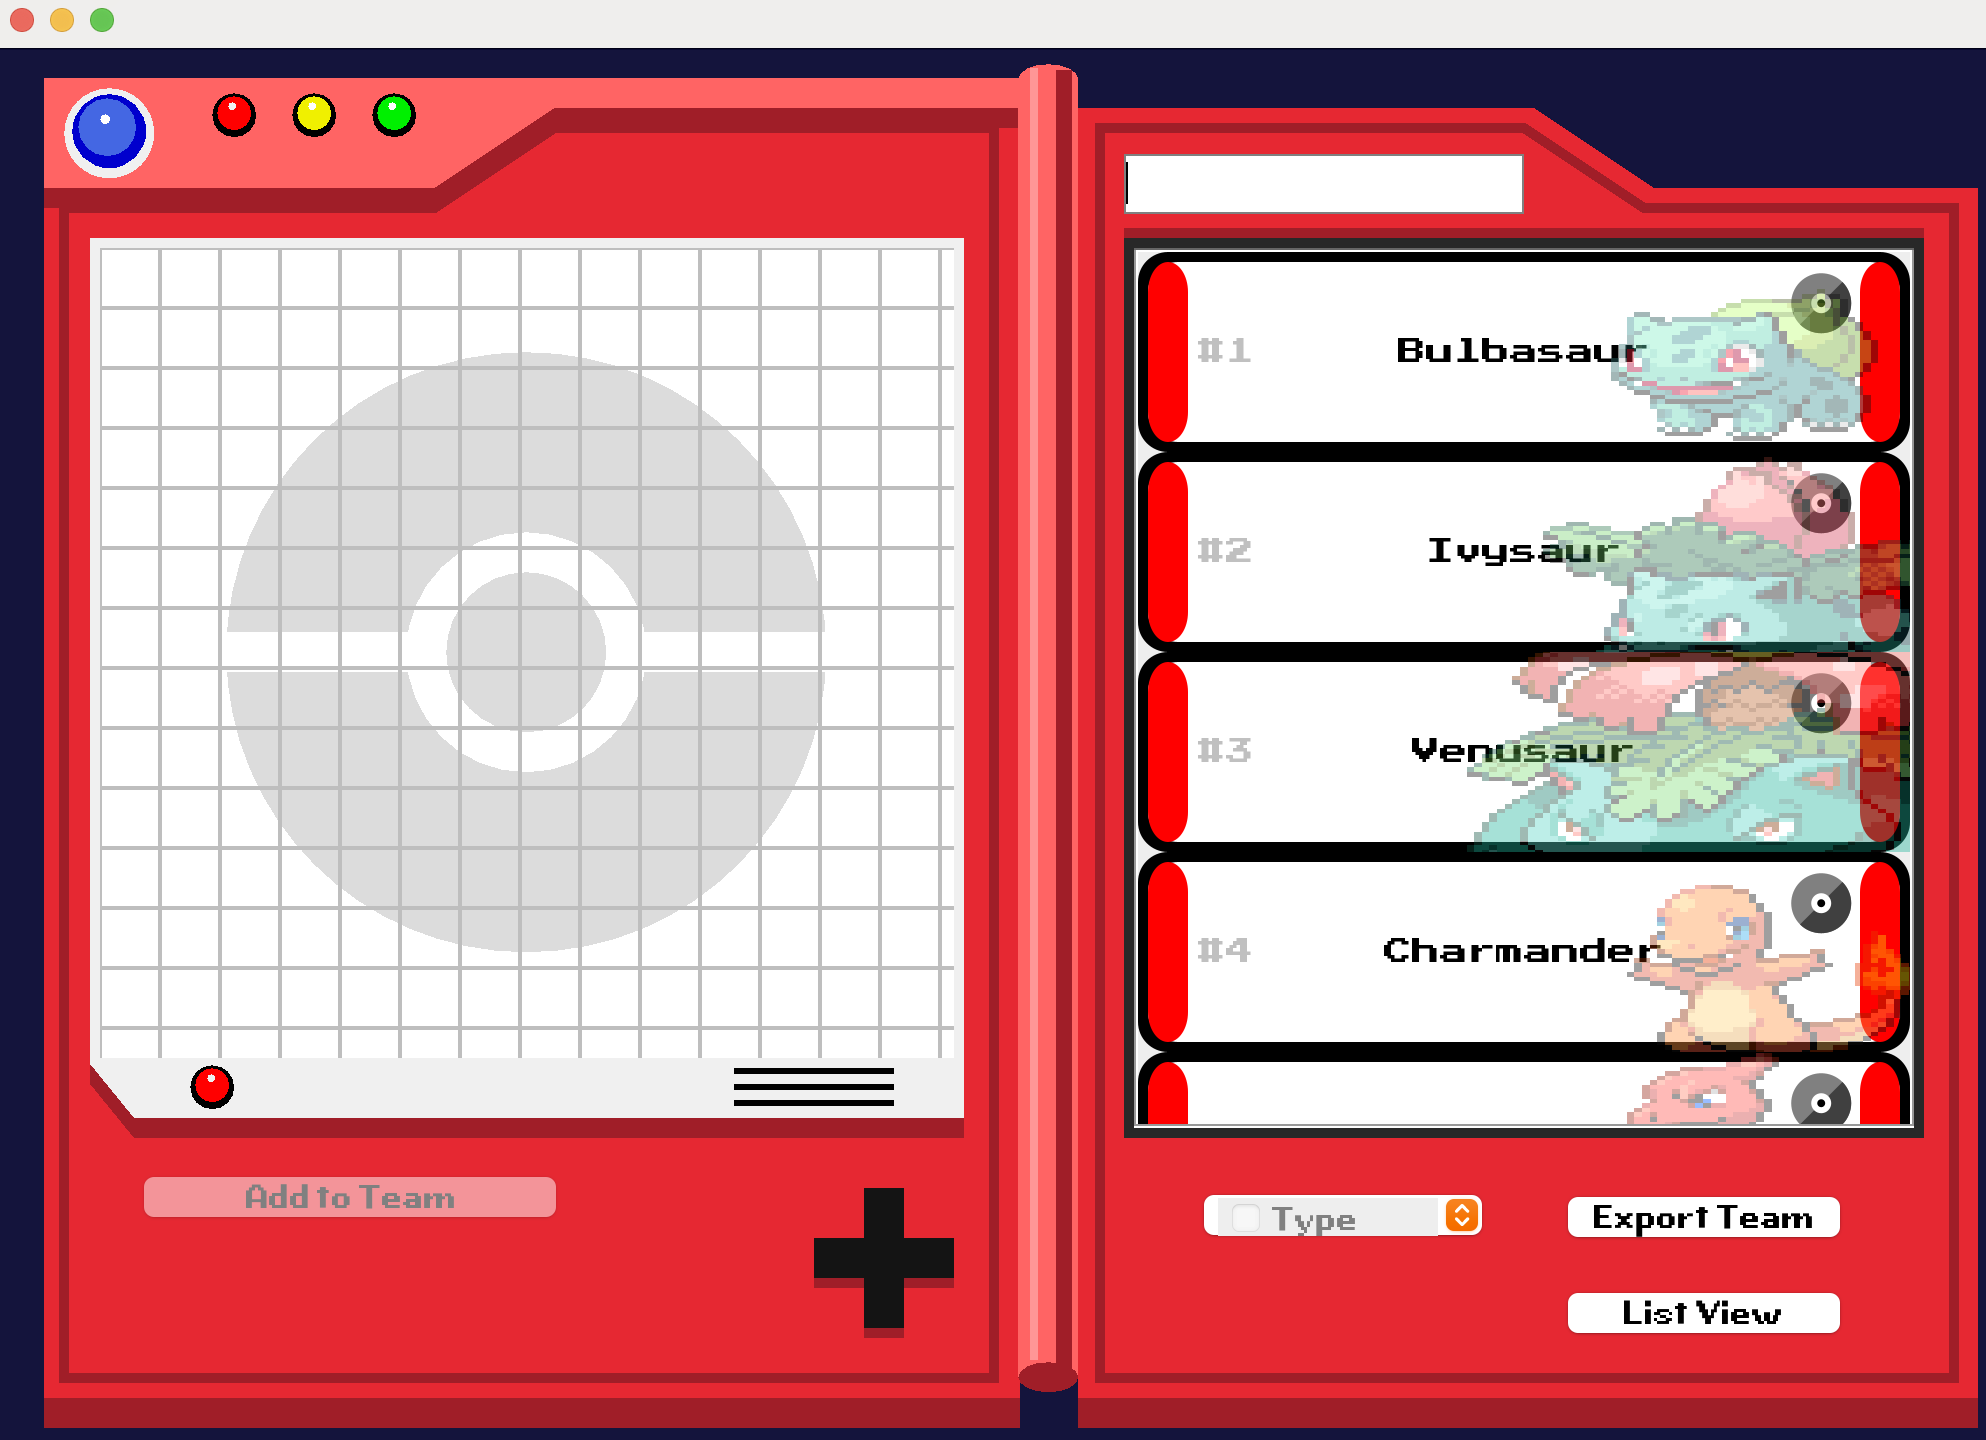 #1 Bulbasaur
#2 Ivysaur
#3 Venusaur
#4 Charmander
Add to Team
Type
Export Team
List View